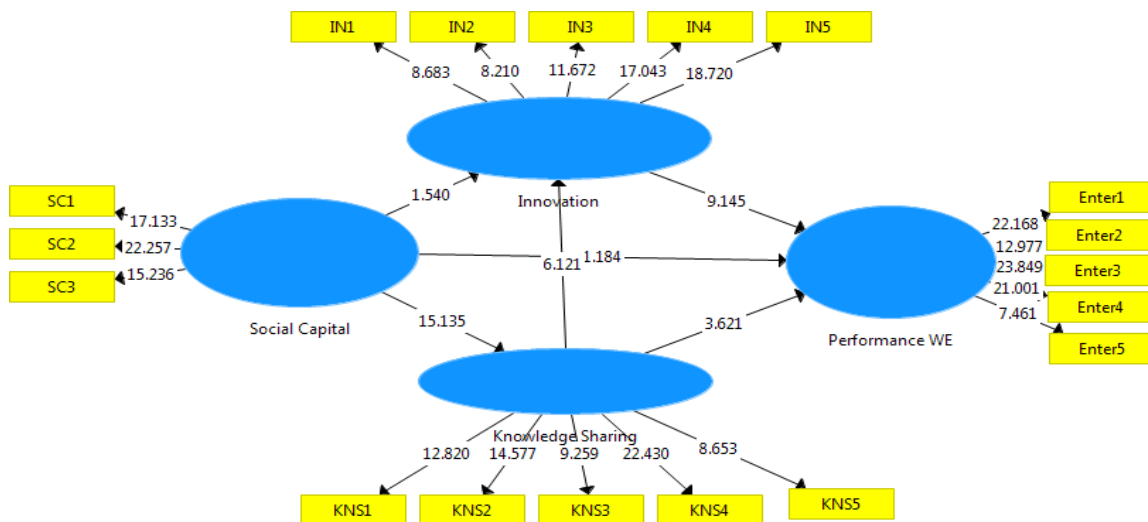 IN1 IN2 IN3 IN4 IN5
8.683 8.210 11.672 17.043 18.720
Innovation
SC1
SC2
SC3
17.133
22.257
15.236
1.540
9.145
Social Capital
6.121
1.184
15.135
3.621
Performance WE
Enter1
Enter2
Enter3
Enter4
Enter5
22.168
12.977
23.849
21.001
7.461
Knowledge Sharing
12.820 14.577 9.259 22.430 8.653
KNS1 KNS2 KNS3 KNS4 KNS5